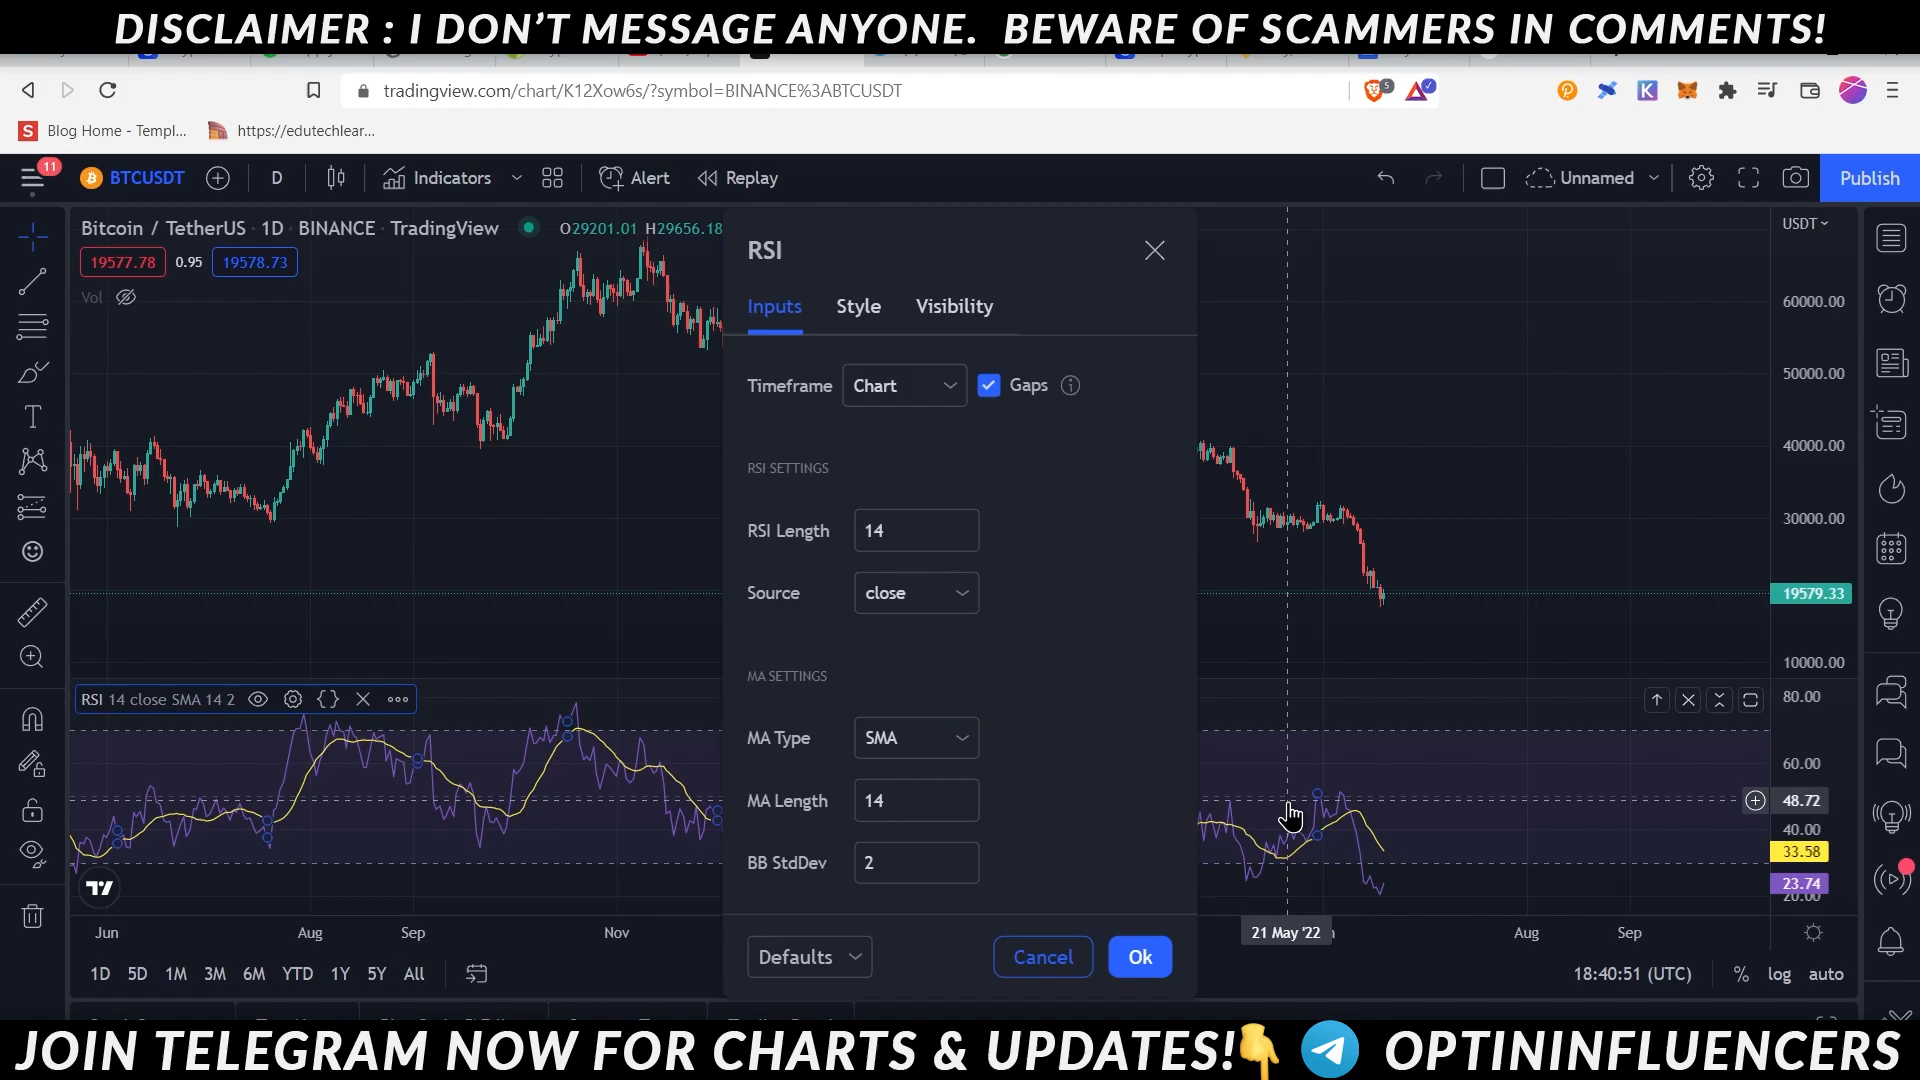 DISCLAIMER : I DON'T MESSAGE ANYONE. BEWARE OF SCAMMERS IN COMMENTS!
tradingview.com/chart/K12Xow6s/?symbol=BINANCE%3ABTCUSDT
5
S Blog Home - Templ... https://edutechlear...
11 BTCUSDT D Indicators Alert Replay Unnamed Publish
Bitcoin / TetherUS · 1D · BINANCE · TradingView O29201.01 H29656.18
USDT
19577.78 0.95 19578.73
Vol
RSI
Inputs Style Visibility
Timeframe Chart Gaps
RSI SETTINGS
RSI Length 14
Source close
MA SETTINGS
MA Type SMA
MA Length 14
BB StdDev 2
Defaults Cancel Ok
60000.00
50000.00
40000.00
30000.00
19579.33
10000.00
RSI 14 close SMA 14 2
80.00
60.00
48.72
40.00
33.58
23.74
20.00
Jun Aug Sep Nov 21 May '22 Aug Sep
1D 5D 1M 3M 6M YTD 1Y 5Y All 18:40:51 (UTC) % log auto
JOIN TELEGRAM NOW FOR CHARTS & UPDATES! OPTININFLUENCERS